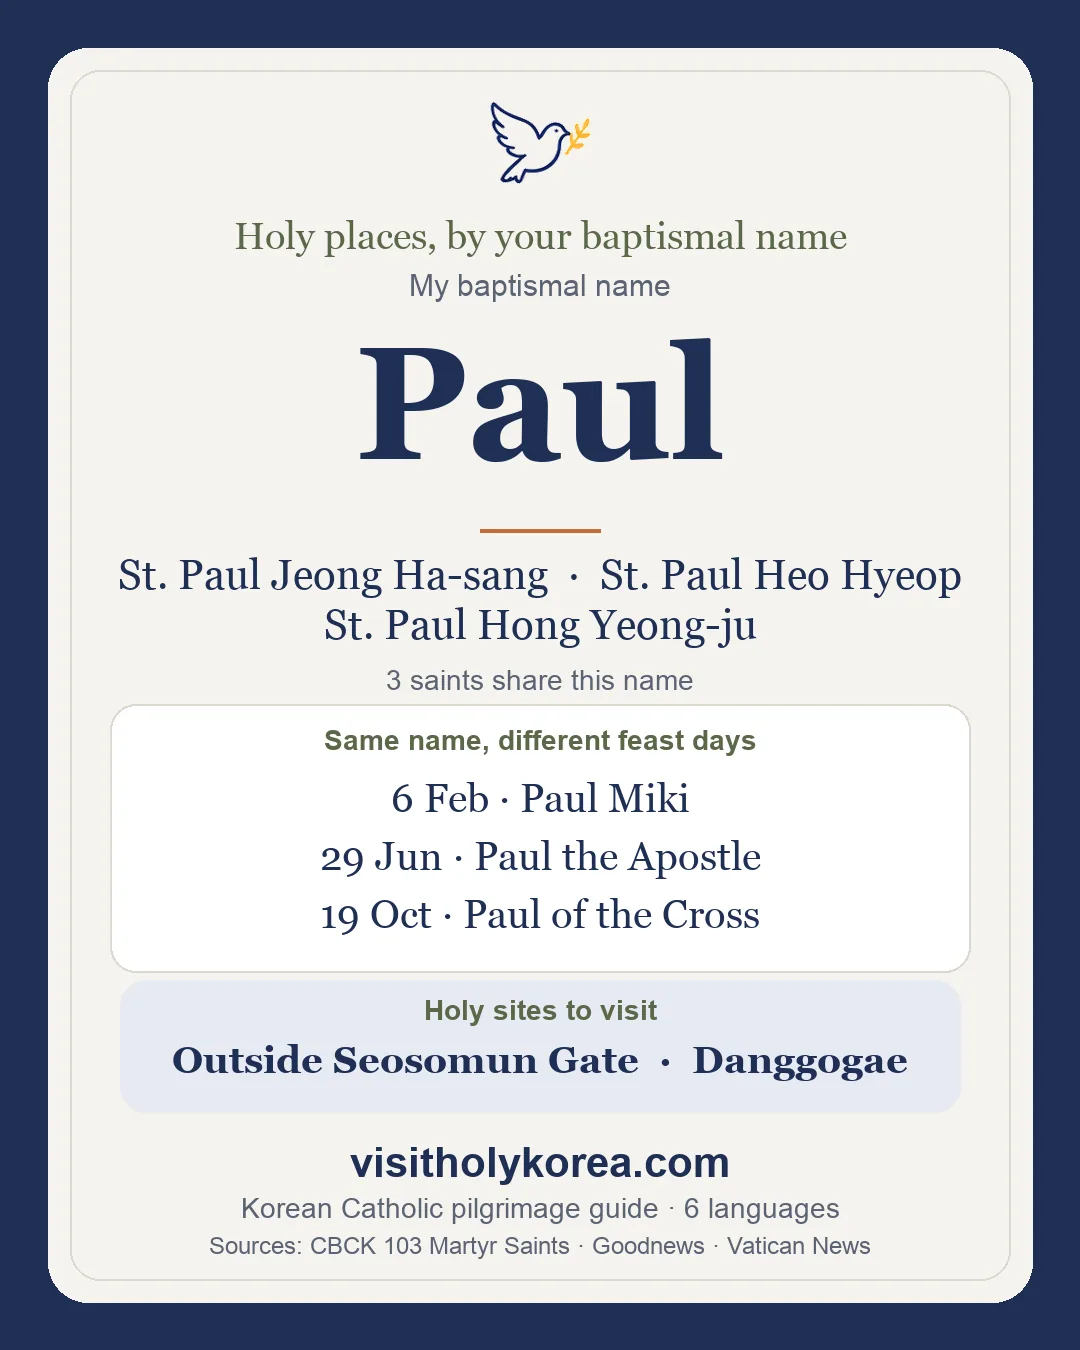 Holy places, by your baptismal name
My baptismal name
Paul
St. Paul Jeong Ha-sang · St. Paul Heo Hyeop
St. Paul Hong Yeong-ju
3 saints share this name
Same name, different feast days
6 Feb · Paul Miki
29 Jun · Paul the Apostle
19 Oct · Paul of the Cross
Holy sites to visit
Outside Seosomun Gate · Danggogae
visitholykorea.com
Korean Catholic pilgrimage guide · 6 languages
Sources: CBCK 103 Martyr Saints · Goodnews · Vatican News